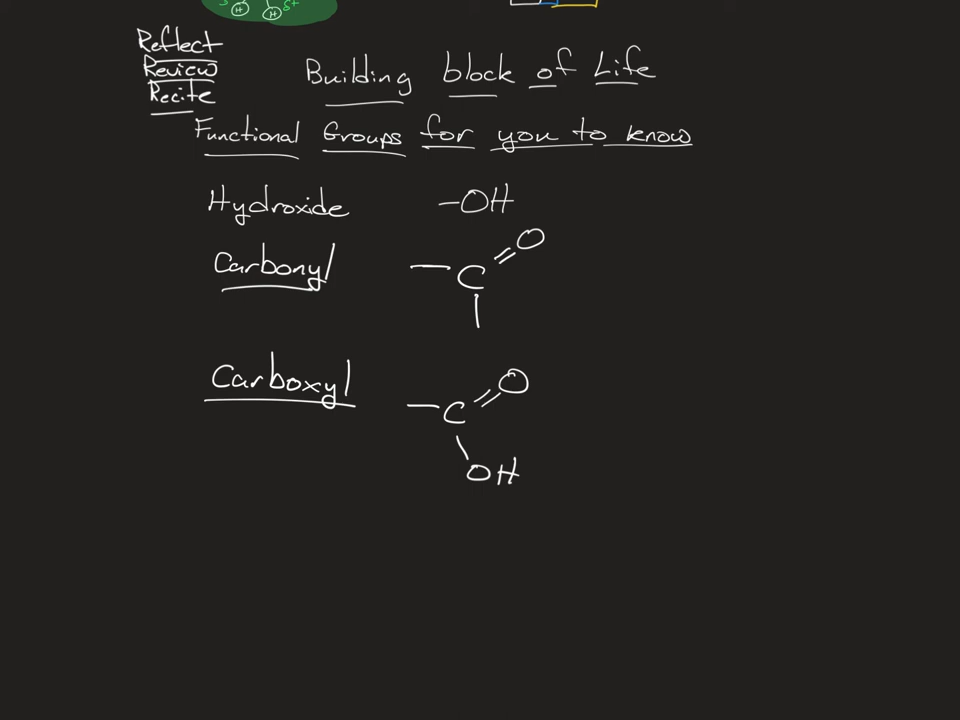 H H δ+
Reflect
Review
Recite
Building block of Life
Functional Groups for you to know
Hydroxide -OH
Carbonyl - C = O
Carboxyl - C = O
OH